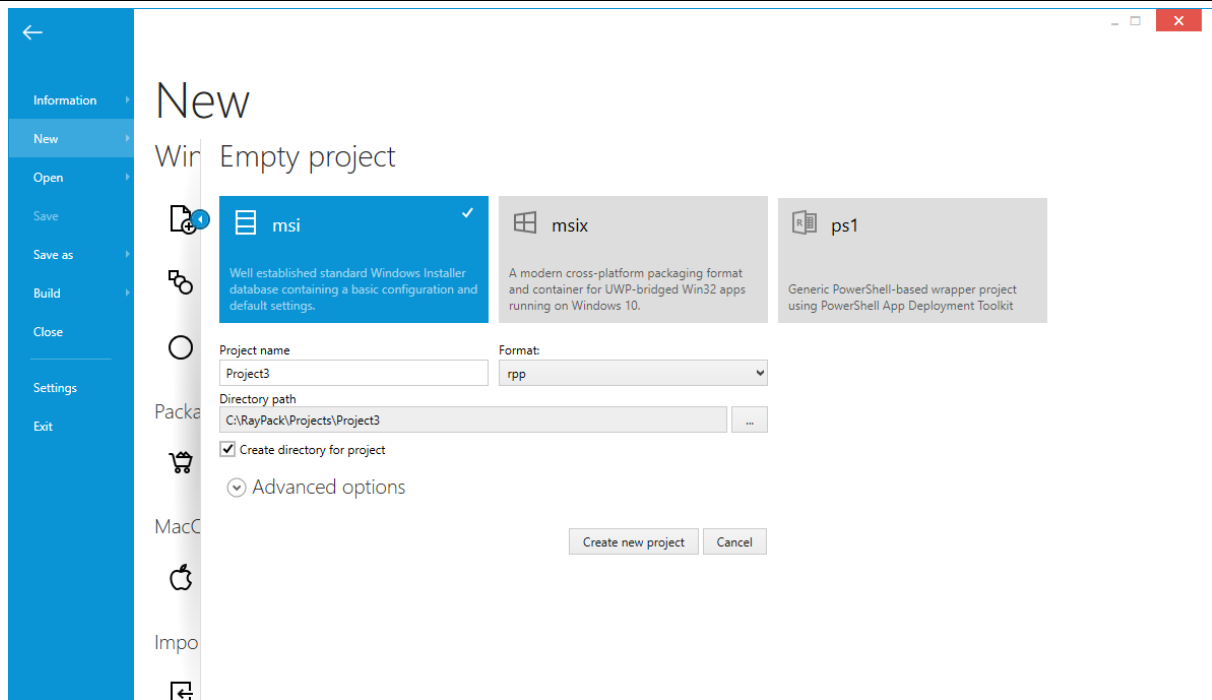 Information
New
Open
Save
Save as
Build
Close
Settings
Exit
New
Win
Packa
MacO
Impo
Empty project
msi
Well established standard Windows Installer
database containing a basic configuration and
default settings.
msix
A modern cross-platform packaging format
and container for UWP-bridged Win32 apps
running on Windows 10.
ps1
Generic PowerShell-based wrapper project
using PowerShell App Deployment Toolkit
Project name
Format:
Project3
rpp
Directory path
C:\RayPack\Projects\Project3
...
Create directory for project
Advanced options
Create new project
Cancel